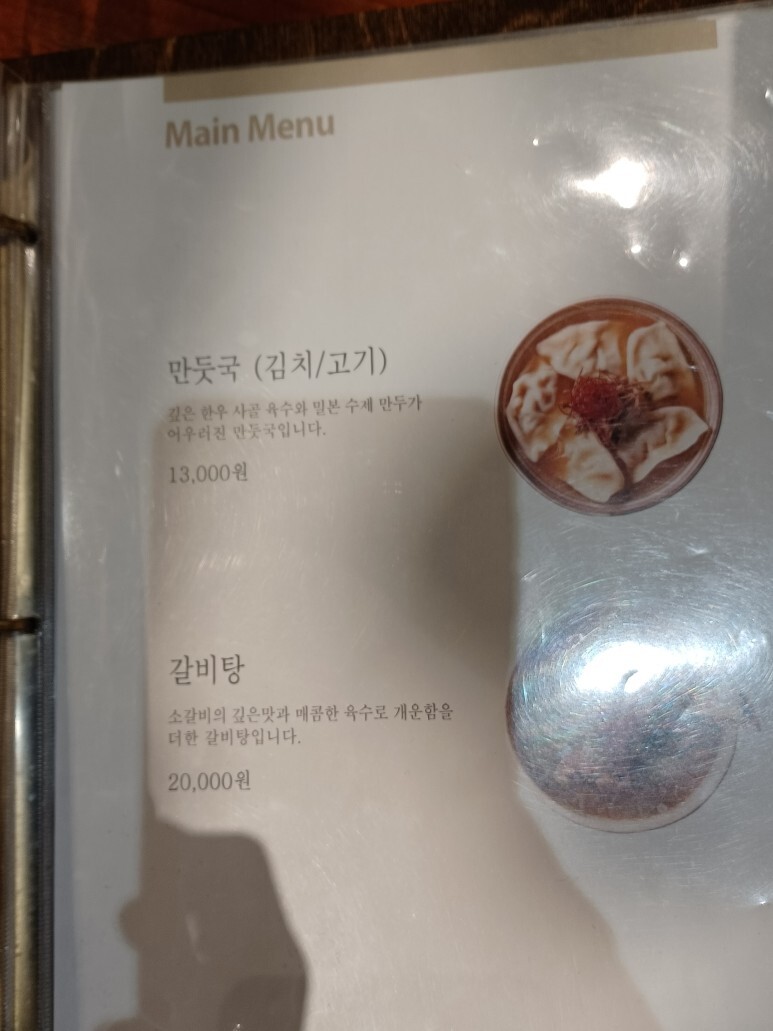 Main Menu
만둣국 (김치/고기)
깊은 한우 사골 육수와 밀본 수제 만두가
어우러진 만둣국입니다.
13,000원
갈비탕
소갈비의 깊은맛과 매콤한 육수로 개운함을
더한 갈비탕입니다.
20,000원